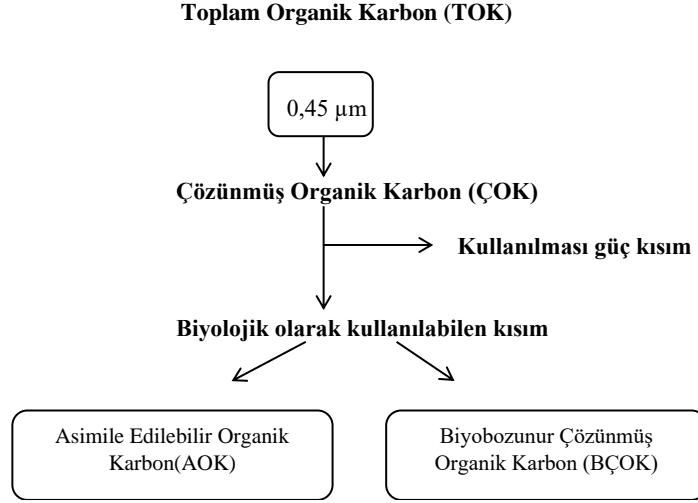 Toplam Organik Karbon (TOK)
0,45 µm
Çözünmüş Organik Karbon (ÇOK)
Kullanılması güç kısım
Biyolojik olarak kullanılabilen kısım
Asimile Edilebilir Organik
Karbon(AOK)
Biyobozunur Çözünmüş
Organik Karbon (BÇOK)